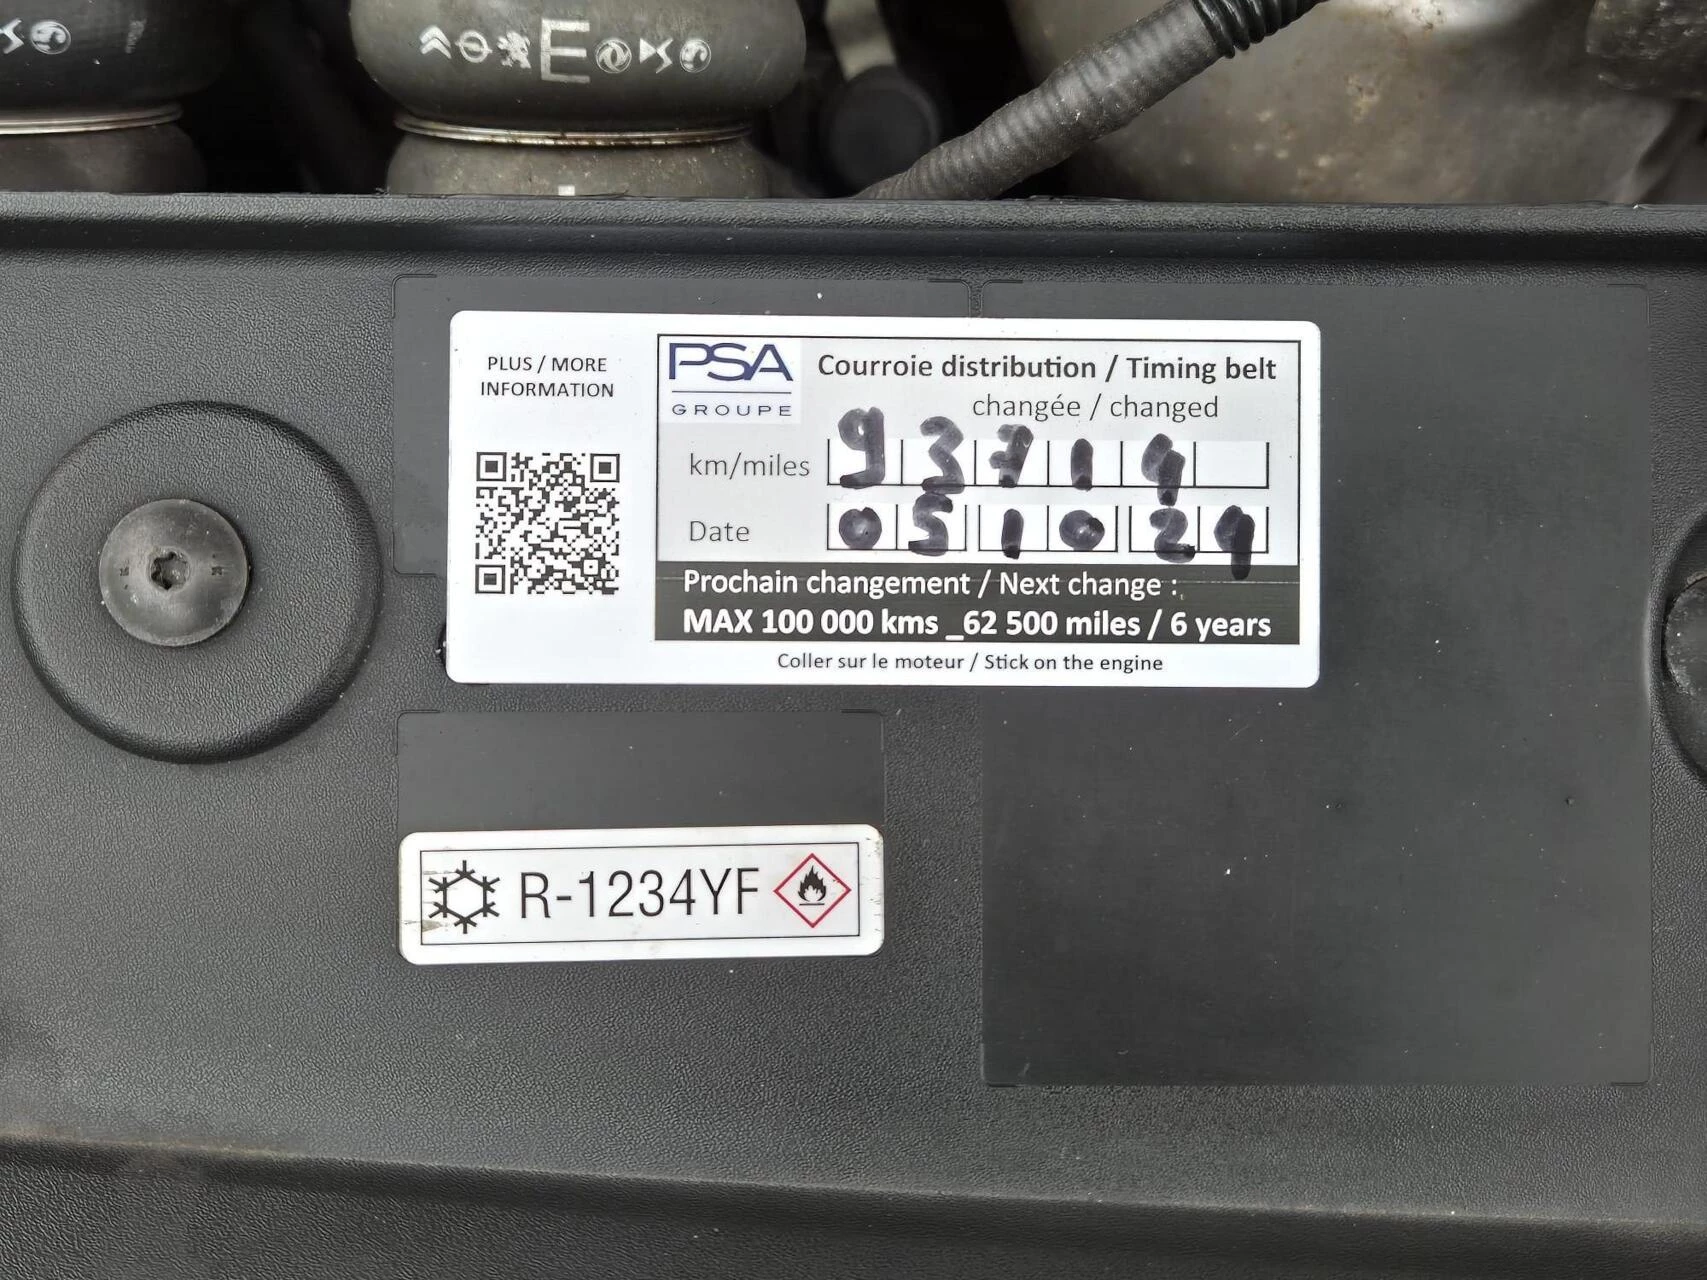 PLUS / MORE
INFORMATION
PSA
GROUPE
Courroie distribution / Timing belt
changée / changed
km/miles 93714
Date 05 10 24
Prochain changement / Next change :
MAX 100 000 kms _62 500 miles / 6 years
Coller sur le moteur / Stick on the engine
R-1234YF